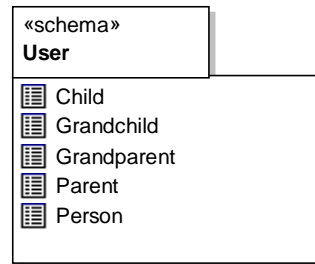 «schema»
User
Child
Grandchild
Grandparent
Parent
Person